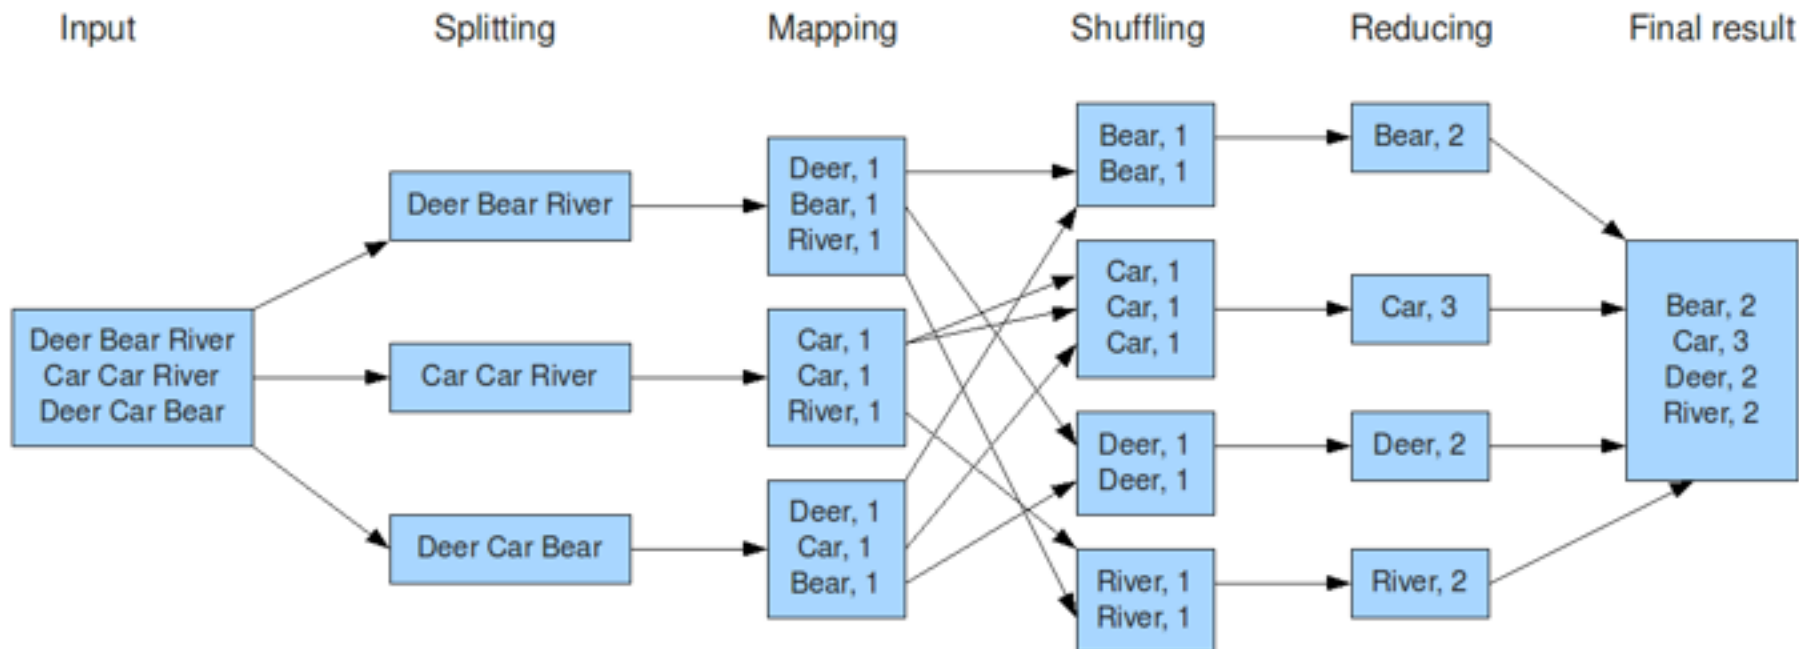 Input
Splitting
Mapping
Shuffling
Reducing
Final result
Deer Bear River
Car Car River
Deer Car Bear
Deer Bear River
Car Car River
Deer Car Bear
Deer, 1
Bear, 1
River, 1
Car, 1
Car, 1
River, 1
Deer, 1
Car, 1
Bear, 1
Bear, 1
Bear, 1
Car, 1
Car, 1
Car, 1
Deer, 1
Deer, 1
River, 1
River, 1
Bear, 2
Car, 3
Deer, 2
River, 2
Bear, 2
Car, 3
Deer, 2
River, 2